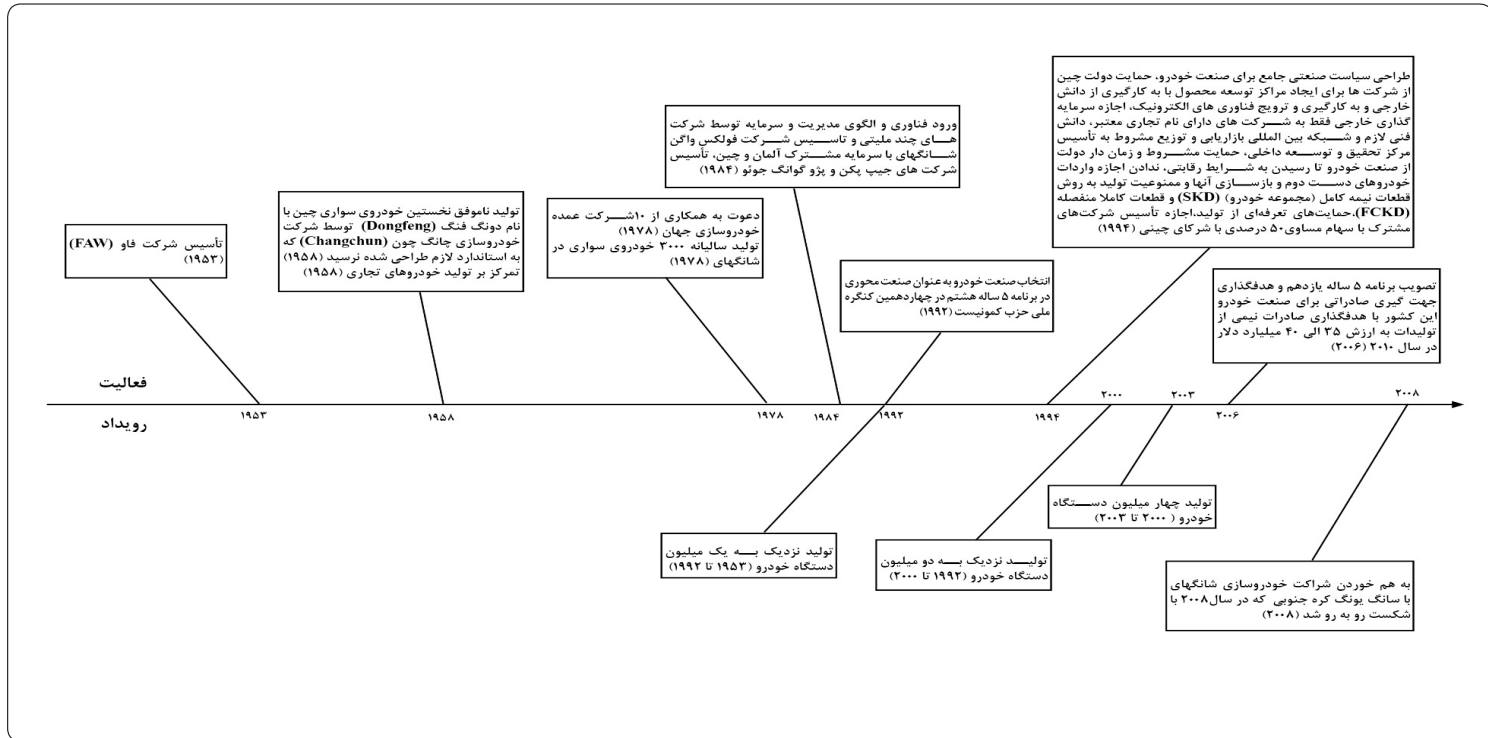 طراحی سیاست صنعتی جامع برای صنعت خودرو، حمایت دولت چین
از شرکت ها برای ایجاد مراکز توسعه محصول با به کارگیری از دانش
خارجی و به کارگیری و ترویج فناوری های الکترونیک، اجازه سرمایه
گذاری خارجی فقط به شرکت های دارای نام تجاری معتبر، دانش
فنی لازم و شبکه بین المللی بازاریابی و توزیع مشروط به تأسیس
مرکز تحقیق و توسعه داخلی، حمایت مشروط و زمان دار دولت
از صنعت خودرو تا رسیدن به شرایط رقابتی، ندادن اجازه واردات
خودروهای دست دوم و بازسازی آنها و ممنوعیت تولید به روش
قطعات نیمه کامل (مجموعه خودرو) (SKD) و قطعات کاملا منفصله
(FCKD)،حمایت‌های تعرفه‌ای از تولید،اجازه تأسیس شرکت‌های
مشترک با سهام مساوی۵۰ درصدی با شرکای چینی (۱۹۹۴)
ورود فناوری و الگوی مدیریت و سرمایه توسط شرکت
های چند ملیتی و تاسیس شرکت فولکس واگن
شانگهای با سرمایه مشترک آلمان و چین، تأسیس
شرکت های جیپ پکن و پژو گوانگ جوئو (۱۹۸۴)
دعوت به همکاری از ۱۰شرکت عمده
خودروسازی جهان (۱۹۷۸)
تولید سالیانه ۳۰۰۰ خودروی سواری در
شانگهای (۱۹۷۸)
تولید ناموفق نخستین خودروی سواری چین با
نام دونگ فنگ (Dongfeng) توسط شرکت
خودروسازی چانگ چون (Changchun) که
به استاندارد لازم طراحی شده نرسید (۱۹۵۸)
تمرکز بر تولید خودروهای تجاری (۱۹۵۸)
تأسیس شرکت فاو (FAW)
(۱۹۵۳)
انتخاب صنعت خودرو به عنوان صنعت محوری
در برنامه ۵ ساله هشتم در چهاردهمین کنگره
ملی حزب کمونیست (۱۹۹۲)
تصویب برنامه ۵ ساله یازدهم و هدفگذاری
جهت گیری صادراتی برای صنعت خودرو
این کشور با هدفگذاری صادرات نیمی از
تولیدات به ارزش ۳۵ الی ۴۰ میلیارد دلار
در سال ۲۰۱۰ (۲۰۰۶)
فعالیت
رویداد
۱۹۵۳
۱۹۵۸
۱۹۷۸
۱۹۸۴
۱۹۹۲
۱۹۹۴
۲۰۰۰
۲۰۰۳
۲۰۰۶
۲۰۰۸
تولید نزدیک به یک میلیون
دستگاه خودرو (۱۹۵۳ تا ۱۹۹۲)
تولید نزدیک به دو میلیون
دستگاه خودرو (۱۹۹۲ تا ۲۰۰۰)
تولید چهار میلیون دستگاه
خودرو ( ۲۰۰۰ تا ۲۰۰۳)
به هم خوردن شراکت خودروسازی شانگهای
با سانگ یونگ کره جنوبی که در سال۲۰۰۸ با
شکست رو به رو شد (۲۰۰۸)